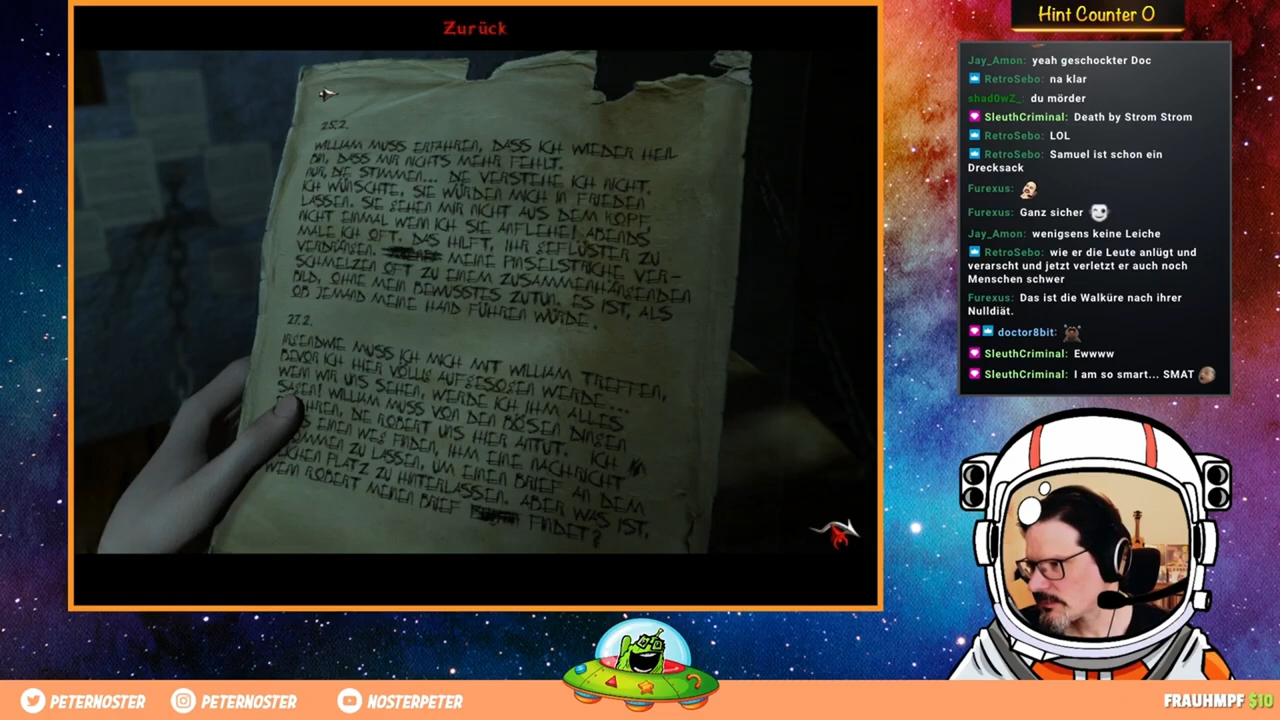 Zurück
25.2.
WILLIAM MUSS ERFAHREN, DASS ICH WIEDER HEIL
BIN, DASS MIR NICHTS MEHR FEHLT.
NUR, DIE STIMMEN... DIE VERSTEHE ICH NICHT.
ICH WÜNSCHTE, SIE WÜRDEN MICH IN FRIEDEN
LASSEN. SIE GEHEN MIR NICHT AUS DEM KOPF,
NICHT EINMAL WENN ICH SIE ANFLEHE! ABENDS
MALE ICH OFT. DAS HILFT, IHR GEFLÜSTER ZU
VERDRÄNGEN. MEINE PINSELSTRICHE VER-
SCHMELZEN OFT ZU EINEM ZUSAMMENHÄNGENDEN
BILD, OHNE MEIN BEWUSSTES ZUTUN. ES IST, ALS
OB JEMAND MEINE HAND FÜHREN WÜRDE.
27.2.
IRGENDWIE MUSS ICH MICH MIT WILLIAM TREFFEN,
BEVOR ICH HIER VÖLLIG AUFGESOGEN WERDE...
WENN WIR UNS SEHEN, WERDE ICH IHM ALLES
SAGEN! WILLIAM MUSS VON DEN BÖSEN DINGEN
HREN, DIE ROBERT UNS HIER ANTUT. ICH
S EINEN WEG FINDEN, IHM EINE NACHRICHT
OMMEN ZU LASSEN, UM EINEN BRIEF AN DEM
ICHEN PLATZ ZU HINTERLASSEN. ABER WAS IST,
WENN ROBERT MEINEN BRIEF FINDET?
Hint Counter 0
Jay_Amon: yeah geschockter Doc
RetroSebo: na klar
shad0wZ_: du mörder
SleuthCriminal: Death by Strom Strom
RetroSebo: LOL
RetroSebo: Samuel ist schon ein
Drecksack
Furexus:
Furexus: Ganz sicher
Jay_Amon: wenigsens keine Leiche
RetroSebo: wie er die Leute anlügt und
verarscht und jetzt verletzt er auch noch
Menschen schwer
Furexus: Das ist die Walküre nach ihrer
Nulldiät.
doctor8bit:
SleuthCriminal: Ewwww
SleuthCriminal: I am so smart... SMAT
PETERNOSTER PETERNOSTER NOSTERPETER
FRAUHMPF $10